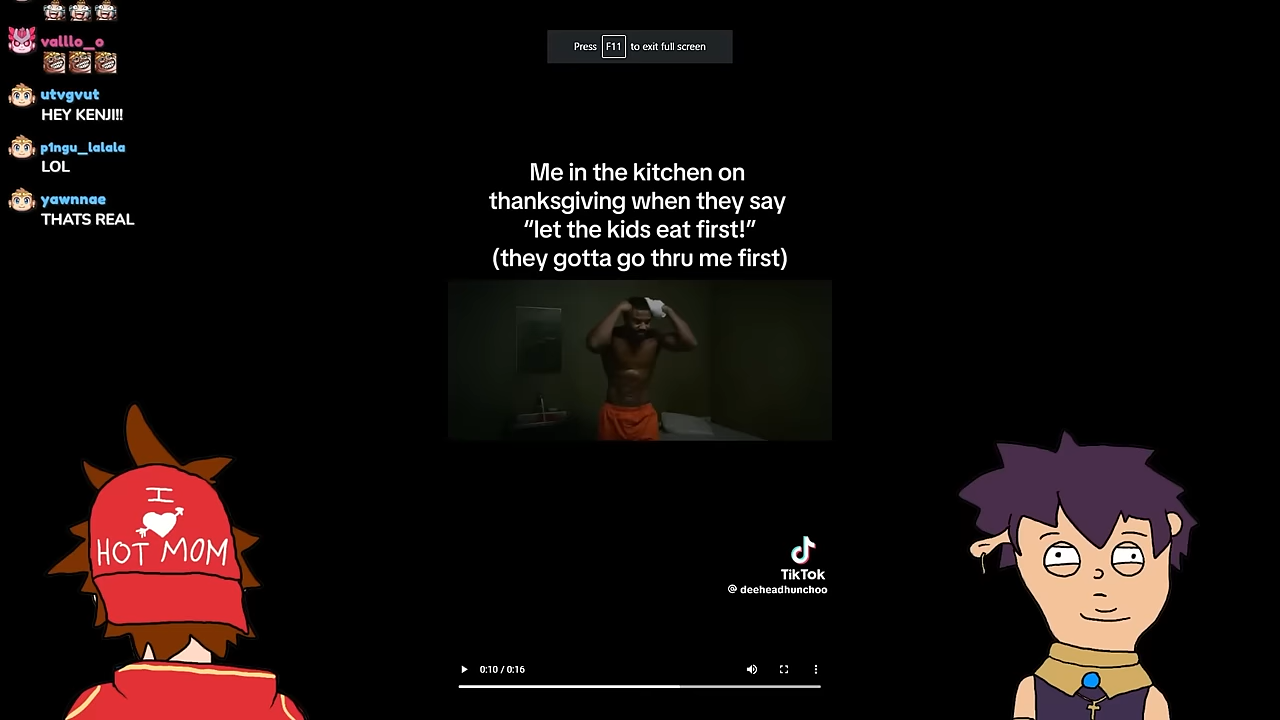 valllo_o
utvgvut
HEY KENJI!!
p1ngu_lalala
LOL
yawnnae
THATS REAL
Press F11 to exit full screen
Me in the kitchen on
thanksgiving when they say
“let the kids eat first!”
(they gotta go thru me first)
TikTok
@ deeheadhunchoo
0:10 / 0:16
I
HOT MOM